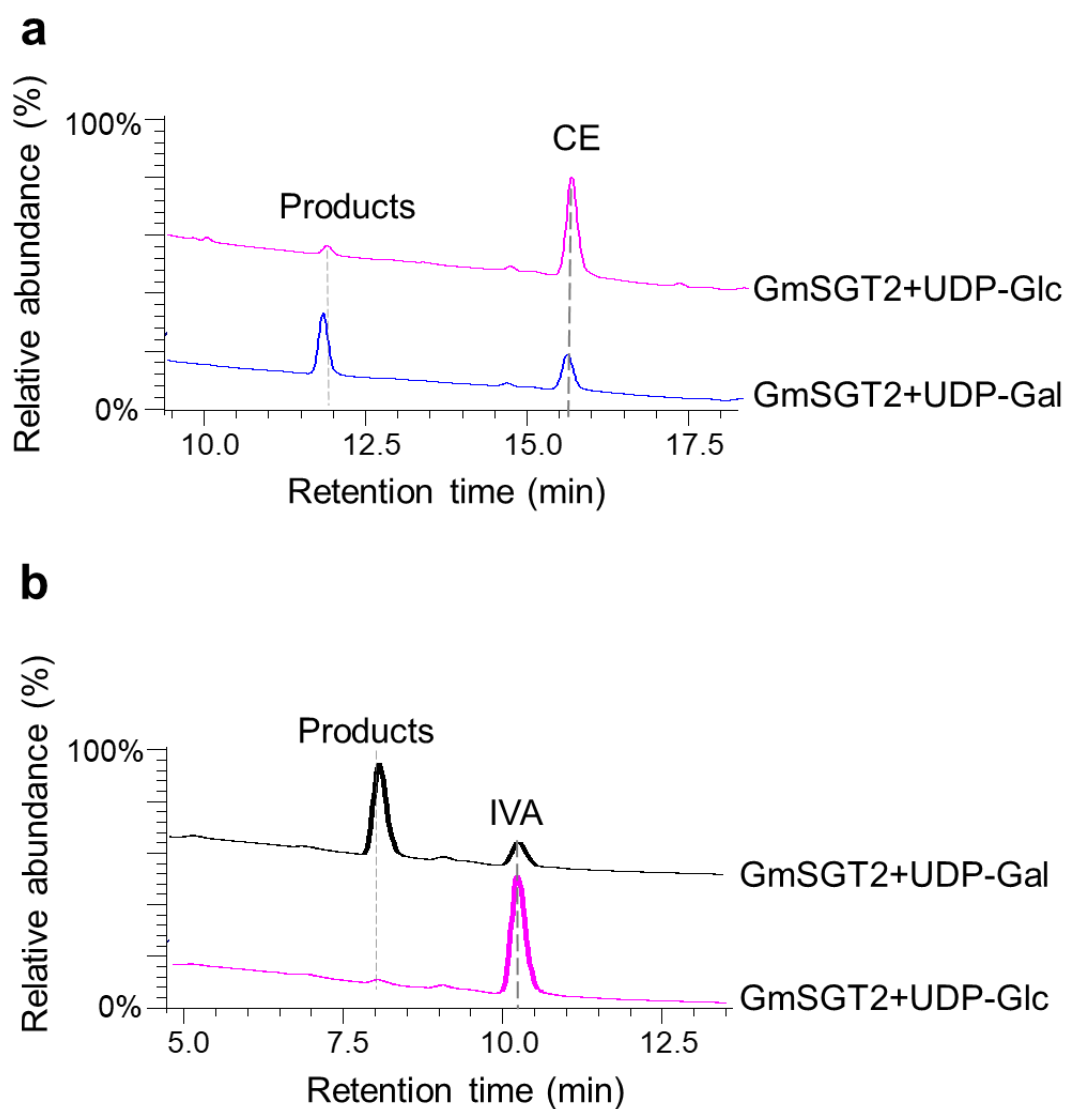 a
Relative abundance (%)
100%
0%
Products
CE
GmSGT2+UDP-Glc
GmSGT2+UDP-Gal
10.0 12.5 15.0 17.5
Retention time (min)
b
Relative abundance (%)
100%
0%
Products
IVA
GmSGT2+UDP-Gal
GmSGT2+UDP-Glc
5.0 7.5 10.0 12.5
Retention time (min)